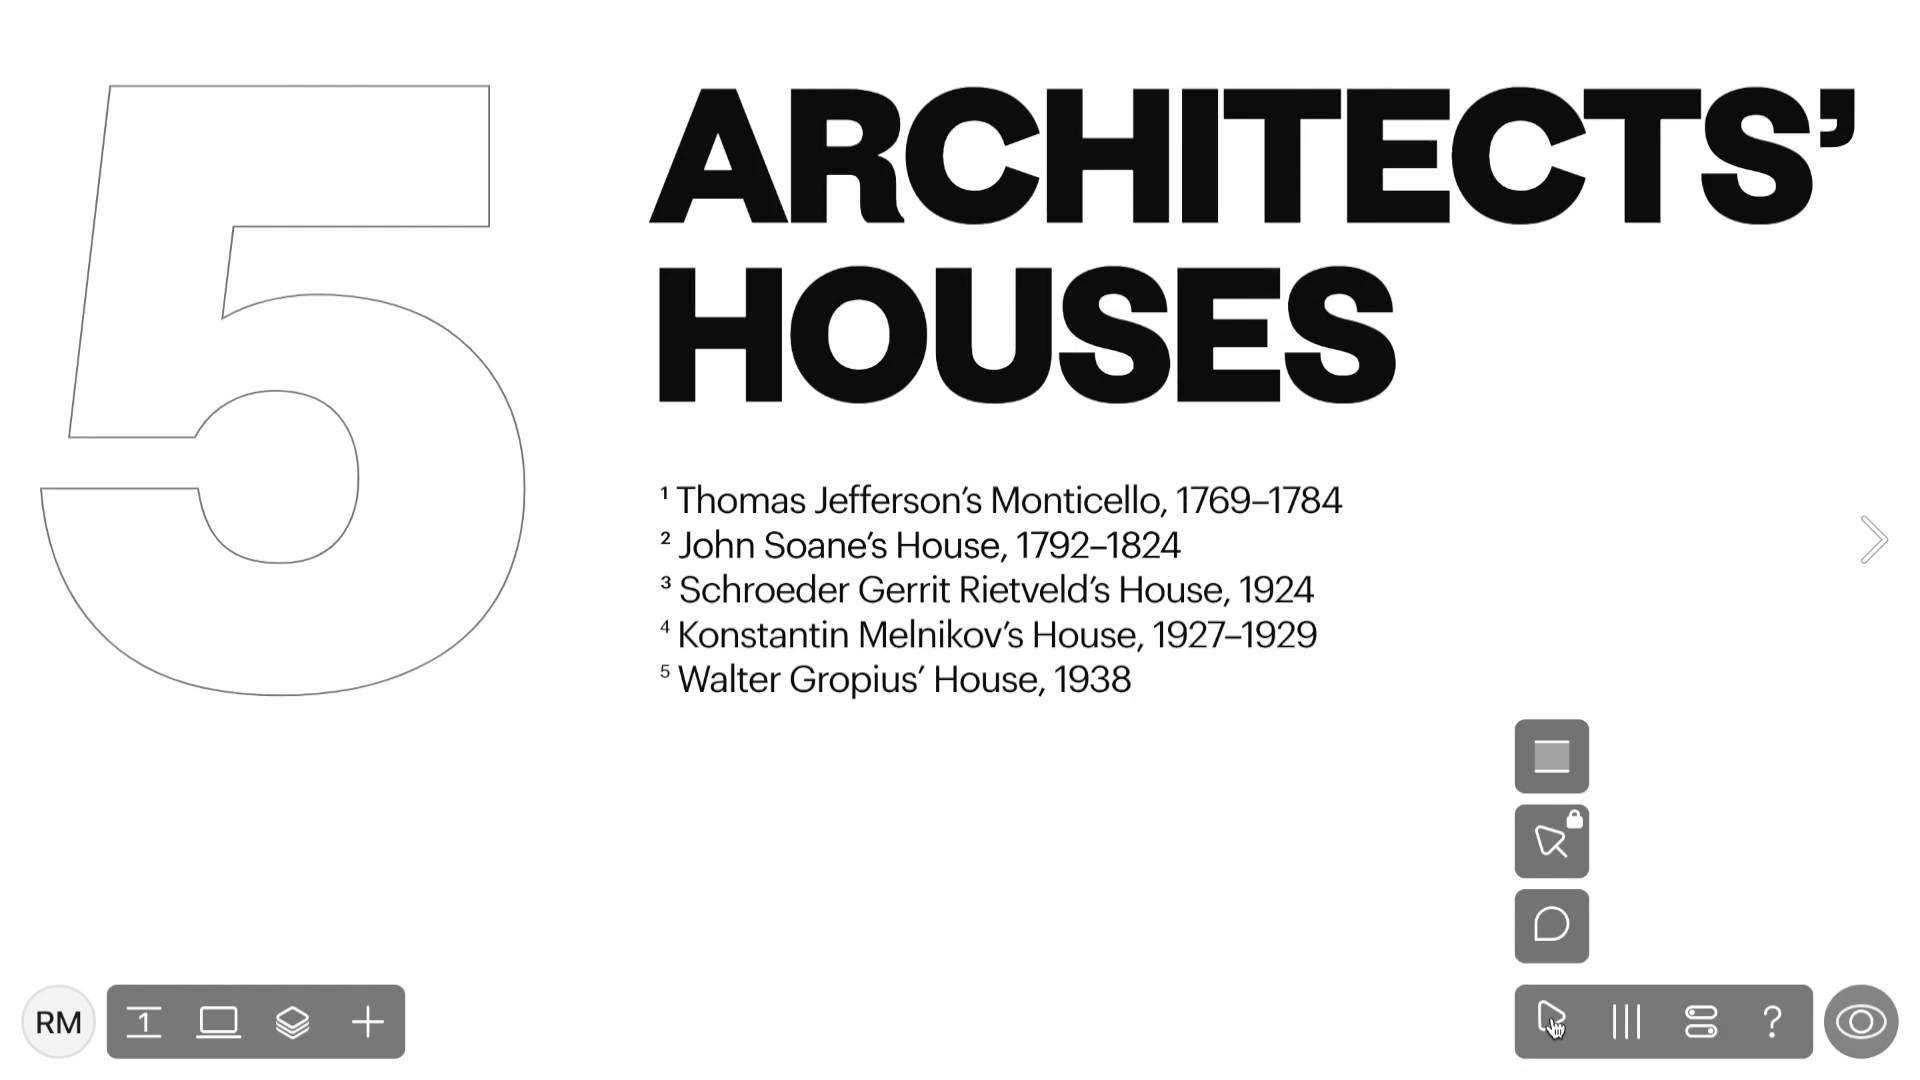 5
ARCHITECTS’
HOUSES
¹ Thomas Jefferson’s Monticello, 1769–1784
² John Soane’s House, 1792–1824
³ Schroeder Gerrit Rietveld’s House, 1924
⁴ Konstantin Melnikov’s House, 1927–1929
⁵ Walter Gropius’ House, 1938
RM
1
?